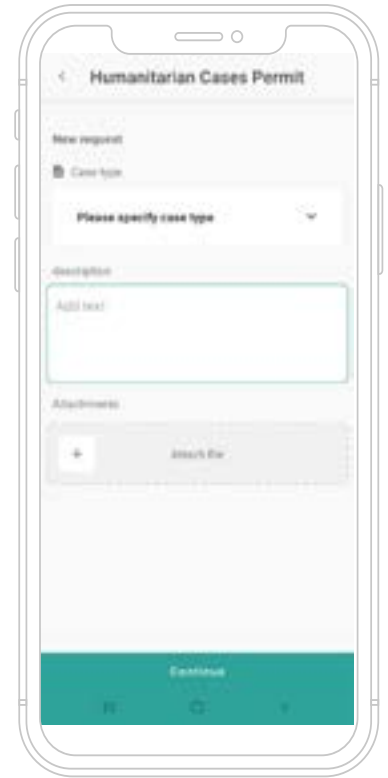 Humanitarian Cases Permit
New request
Case type
Please specify case type
description
Add text
Attachments
Attach file
Continue